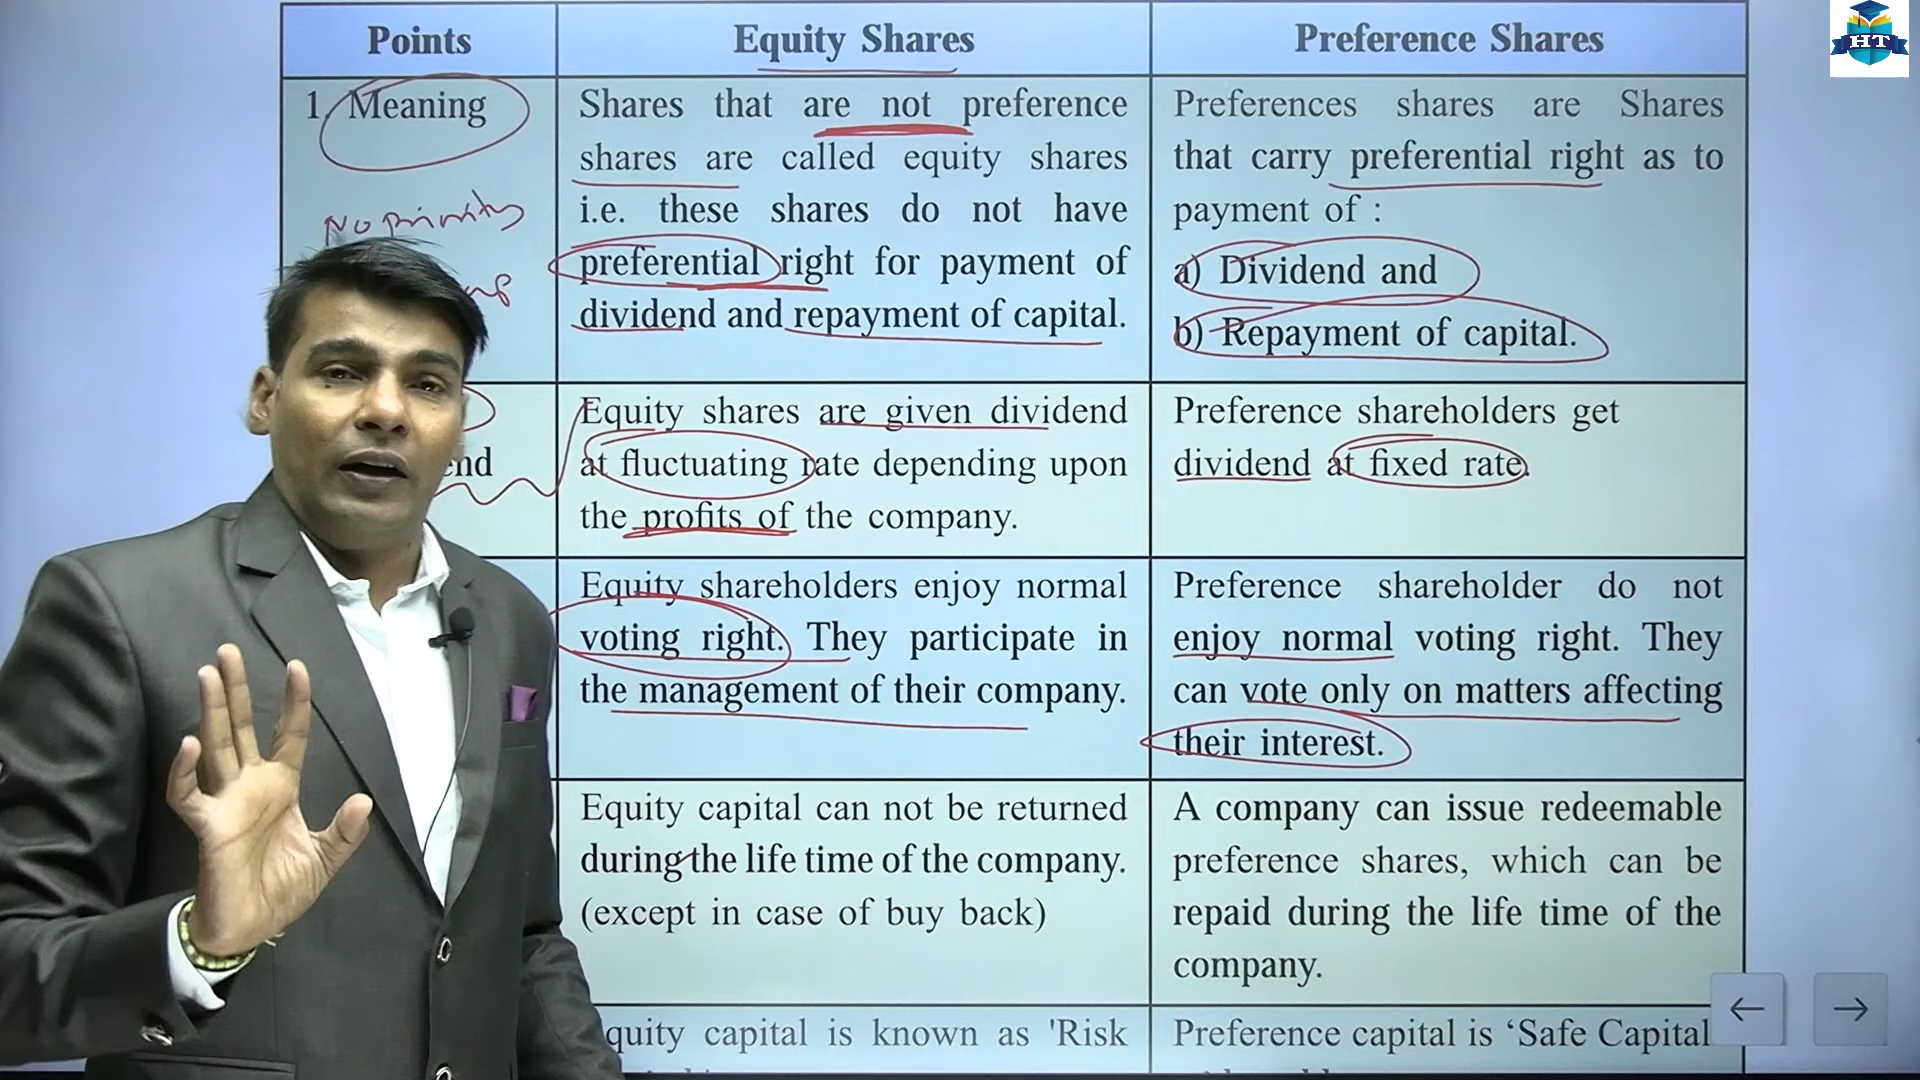 HT
Points
Equity Shares
Preference Shares
1. Meaning
No Priority
Shares that are not preference
shares are called equity shares
i.e. these shares do not have
preferential right for payment of
dividend and repayment of capital.
Preferences shares are Shares
that carry preferential right as to
payment of :
a) Dividend and
b) Repayment of capital.
Equity shares are given dividend
at fluctuating rate depending upon
the profits of the company.
Preference shareholders get
dividend at fixed rate.
Equity shareholders enjoy normal
voting right. They participate in
the management of their company.
Preference shareholder do not
enjoy normal voting right. They
can vote only on matters affecting
their interest.
Equity capital can not be returned
during the life time of the company.
(except in case of buy back)
A company can issue redeemable
preference shares, which can be
repaid during the life time of the
company.
capital is known as 'Risk
Preference capital is ‘Safe Capital